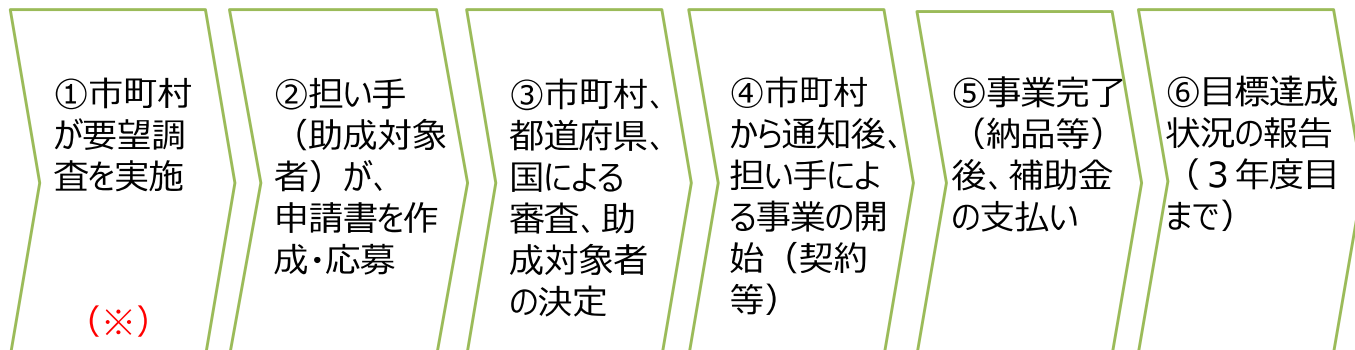 ①市町村
が要望調
査を実施
（※）
②担い手
（助成対象
者）が、
申請書を作
成・応募
③市町村、
都道府県、
国による
審査、助
成対象者
の決定
④市町村
から通知後、
担い手によ
る事業の開
始（契約
等）
⑤事業完了
（納品等）
後、補助金
の支払い
⑥目標達成
状況の報告
（３年度目
まで）